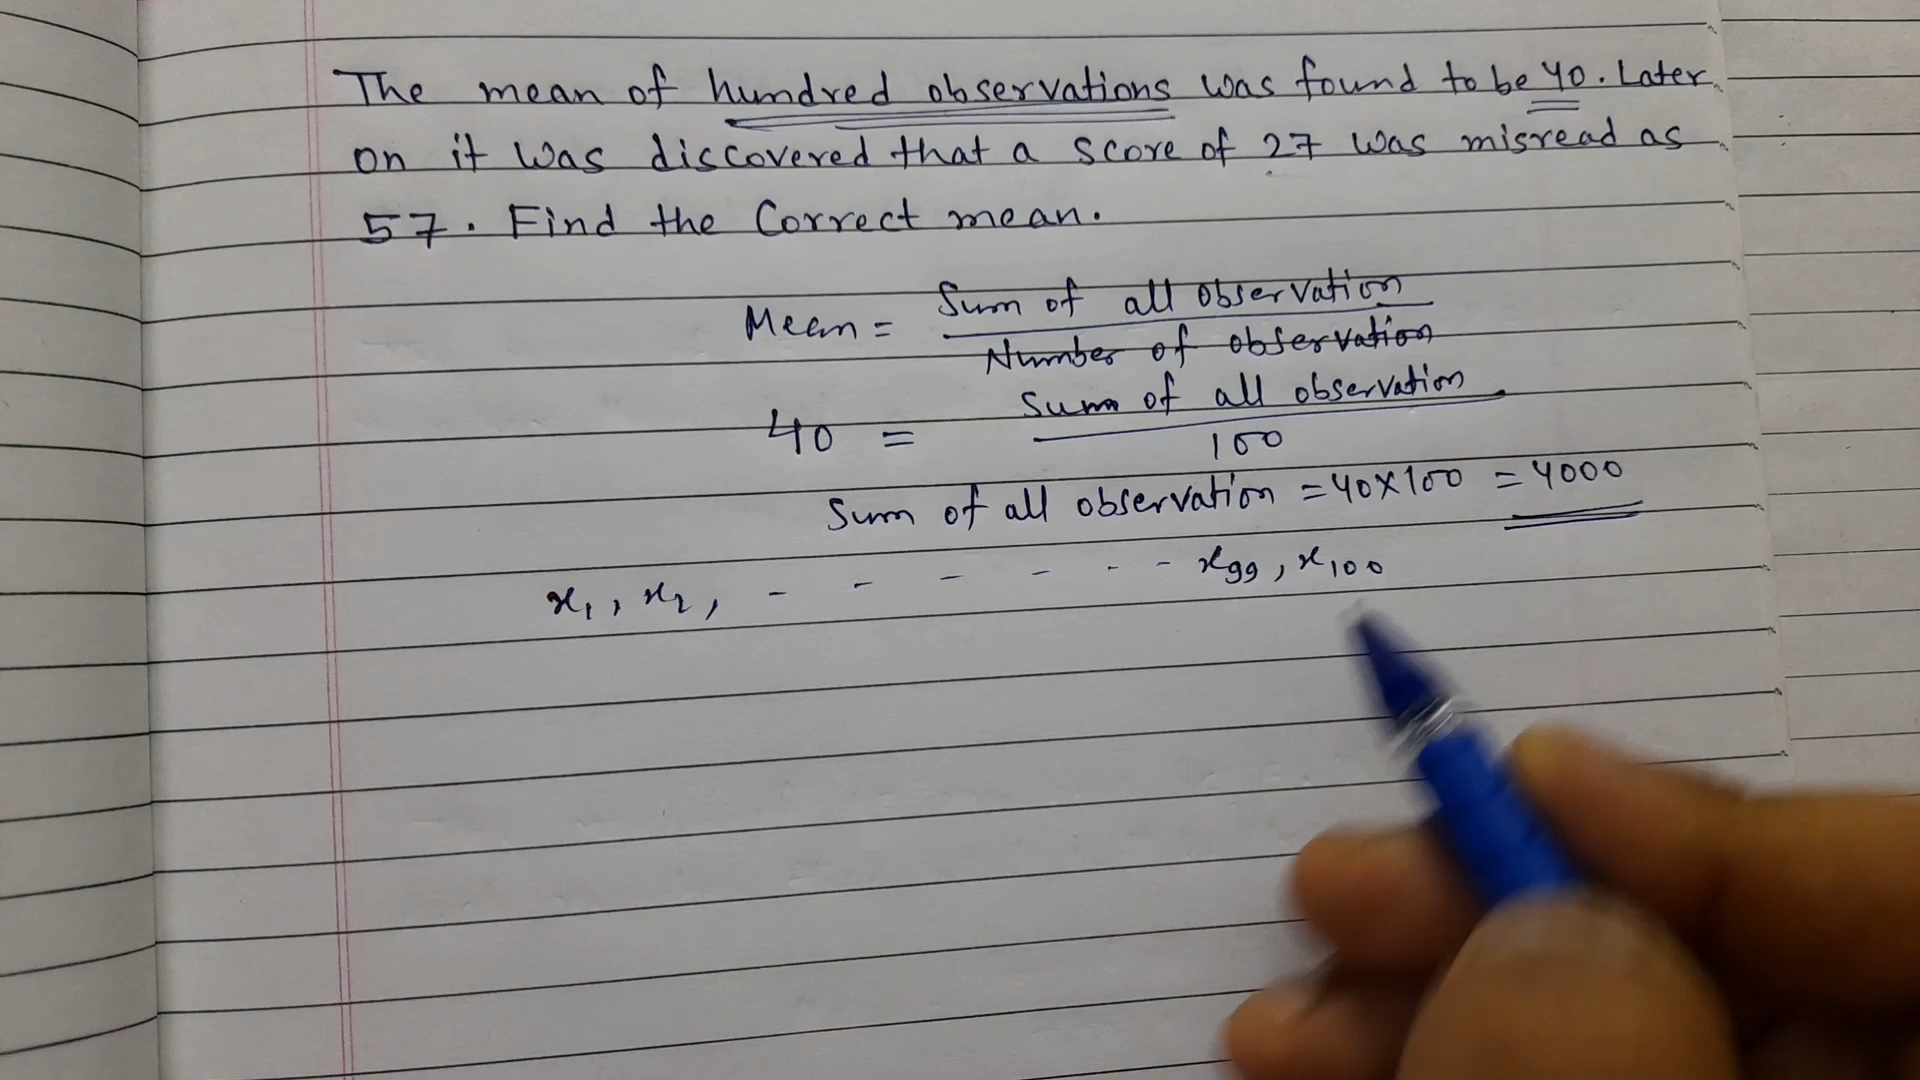 The mean of hundred observations was found to be 40. Later
on it was discovered that a score of 27 was misread as
57. Find the Correct mean.
Mean = Sum of all observation
Number of observation
40 = Sum of all observation
100
Sum of all observation = 40×100 = 4000
x₁, x₂, - - - - - - x₉₉, x₁₀₀